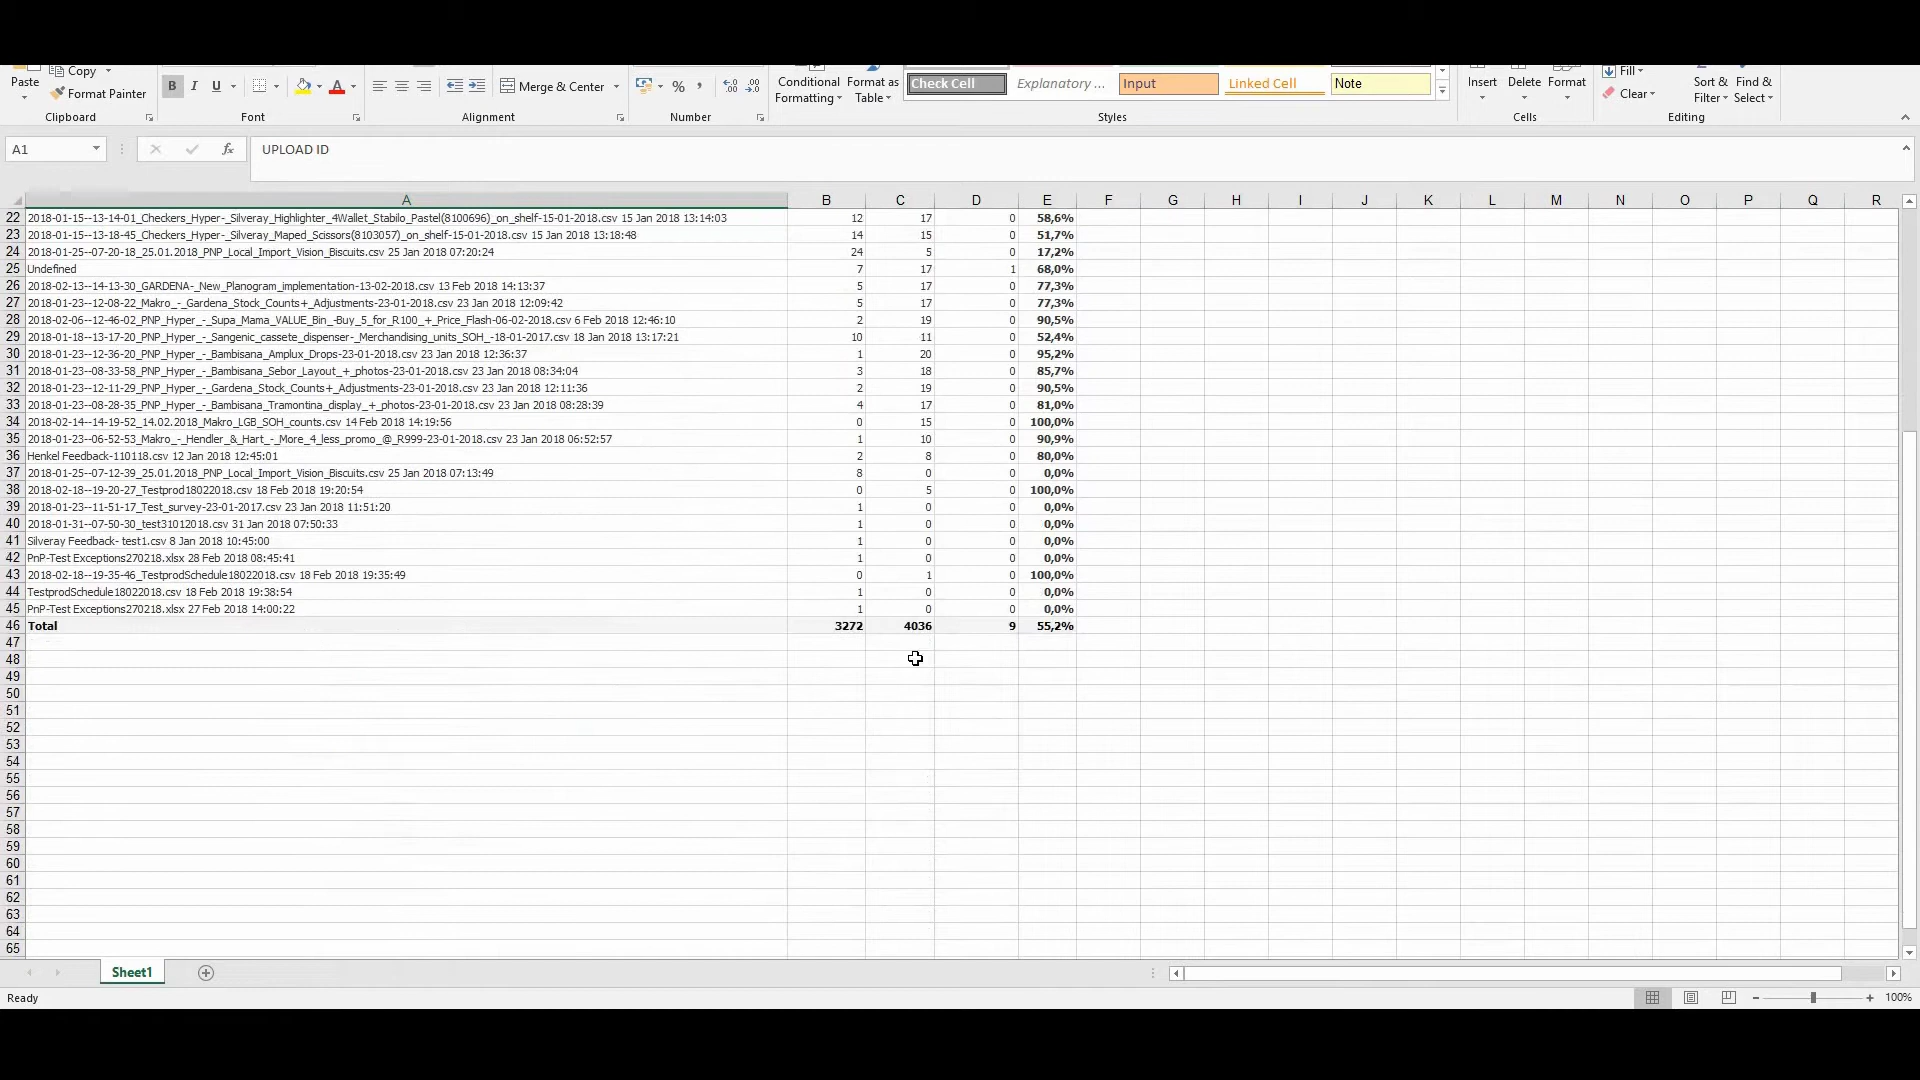 Paste Copy Format Painter B I U Merge & Center % , Conditional Formatting Format as Table Check Cell Explanatory ... Input Linked Cell Note Insert Delete Format Fill Clear Sort & Filter Find & Select
Clipboard Font Alignment Number Styles Cells Editing
A1 fx UPLOAD ID
A B C D E F G H I J K L M N O P Q R
22 2018-01-15--13-14-01_Checkers_Hyper-_Silveray_Highlighter_4Wallet_Stabilo_Pastel(8100696)_on_shelf-15-01-2018.csv 15 Jan 2018 13:14:03 12 17 0 58,6%
23 2018-01-15--13-18-45_Checkers_Hyper-_Silveray_Maped_Scissors(8103057)_on_shelf-15-01-2018.csv 15 Jan 2018 13:18:48 14 15 0 51,7%
24 2018-01-25--07-20-18_25.01.2018_PNP_Local_Import_Vision_Biscuits.csv 25 Jan 2018 07:20:24 24 5 0 17,2%
25 Undefined 7 17 1 68,0%
26 2018-02-13--14-13-30_GARDENA-_New_Planogram_implementation-13-02-2018.csv 13 Feb 2018 14:13:37 5 17 0 77,3%
27 2018-01-23--12-08-22_Makro_-_Gardena_Stock_Counts+_Adjustments-23-01-2018.csv 23 Jan 2018 12:09:42 5 17 0 77,3%
28 2018-02-06--12-46-02_PNP_Hyper_-_Supa_Mama_VALUE_Bin_-Buy_5_for_R100_+_Price_Flash-06-02-2018.csv 6 Feb 2018 12:46:10 2 19 0 90,5%
29 2018-01-18--13-17-20_PNP_Hyper_-_Sangenic_cassete_dispenser-_Merchandising_units_SOH_-18-01-2017.csv 18 Jan 2018 13:17:21 10 11 0 52,4%
30 2018-01-23--12-36-20_PNP_Hyper_-_Bambisana_Amplux_Drops-23-01-2018.csv 23 Jan 2018 12:36:37 1 20 0 95,2%
31 2018-01-23--08-33-58_PNP_Hyper_-_Bambisana_Sebor_Layout_+_photos-23-01-2018.csv 23 Jan 2018 08:34:04 3 18 0 85,7%
32 2018-01-23--12-11-29_PNP_Hyper_-_Gardena_Stock_Counts+_Adjustments-23-01-2018.csv 23 Jan 2018 12:11:36 2 19 0 90,5%
33 2018-01-23--08-28-35_PNP_Hyper_-_Bambisana_Tramontina_display_+_photos-23-01-2018.csv 23 Jan 2018 08:28:39 4 17 0 81,0%
34 2018-02-14--14-19-52_14.02.2018_Makro_LGB_SOH_counts.csv 14 Feb 2018 14:19:56 0 15 0 100,0%
35 2018-01-23--06-52-53_Makro_-_Hendler_&_Hart_-_More_4_less_promo_@_R999-23-01-2018.csv 23 Jan 2018 06:52:57 1 10 0 90,9%
36 Henkel Feedback-110118.csv 12 Jan 2018 12:45:01 2 8 0 80,0%
37 2018-01-25--07-12-39_25.01.2018_PNP_Local_Import_Vision_Biscuits.csv 25 Jan 2018 07:13:49 8 0 0 0,0%
38 2018-02-18--19-20-27_Testprod18022018.csv 18 Feb 2018 19:20:54 0 5 0 100,0%
39 2018-01-23--11-51-17_Test_survey-23-01-2017.csv 23 Jan 2018 11:51:20 1 0 0 0,0%
40 2018-01-31--07-50-30_test31012018.csv 31 Jan 2018 07:50:33 1 0 0 0,0%
41 Silveray Feedback- test1.csv 8 Jan 2018 10:45:00 1 0 0 0,0%
42 PnP-Test Exceptions270218.xlsx 28 Feb 2018 08:45:41 1 0 0 0,0%
43 2018-02-18--19-35-46_TestprodSchedule18022018.csv 18 Feb 2018 19:35:49 0 1 0 100,0%
44 TestprodSchedule18022018.csv 18 Feb 2018 19:38:54 1 0 0 0,0%
45 PnP-Test Exceptions270218.xlsx 27 Feb 2018 14:00:22 1 0 0 0,0%
46 Total 3272 4036 9 55,2%
47
48
49
50
51
52
53
54
55
56
57
58
59
60
61
62
63
64
65
Sheet1
Ready 100%